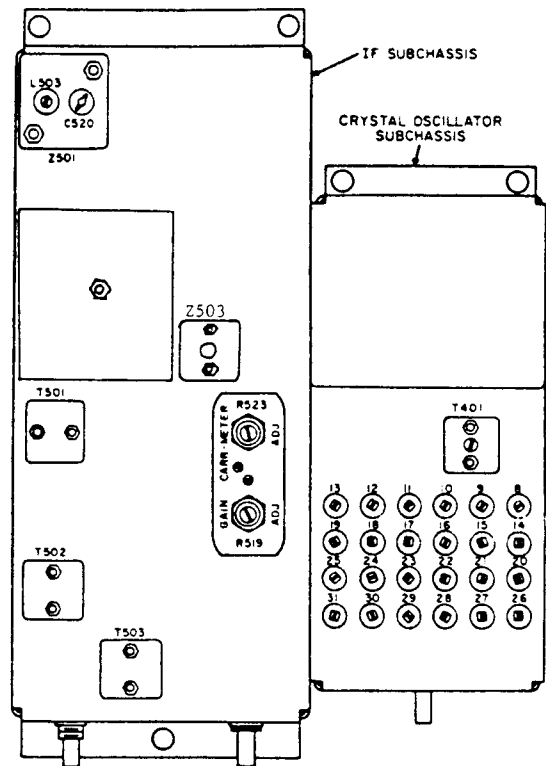 IF SUBCHASSIS
CRYSTAL OSCILLATOR
SUBCHASSIS
L503
C520
Z501
Z503
T501
R523
CARR-METER ADJ
GAIN ADJ
R519
T502
T503
T401
13 12 11 10 9 8
19 18 17 16 15 14
25 24 23 22 21 20
31 30 29 28 27 26